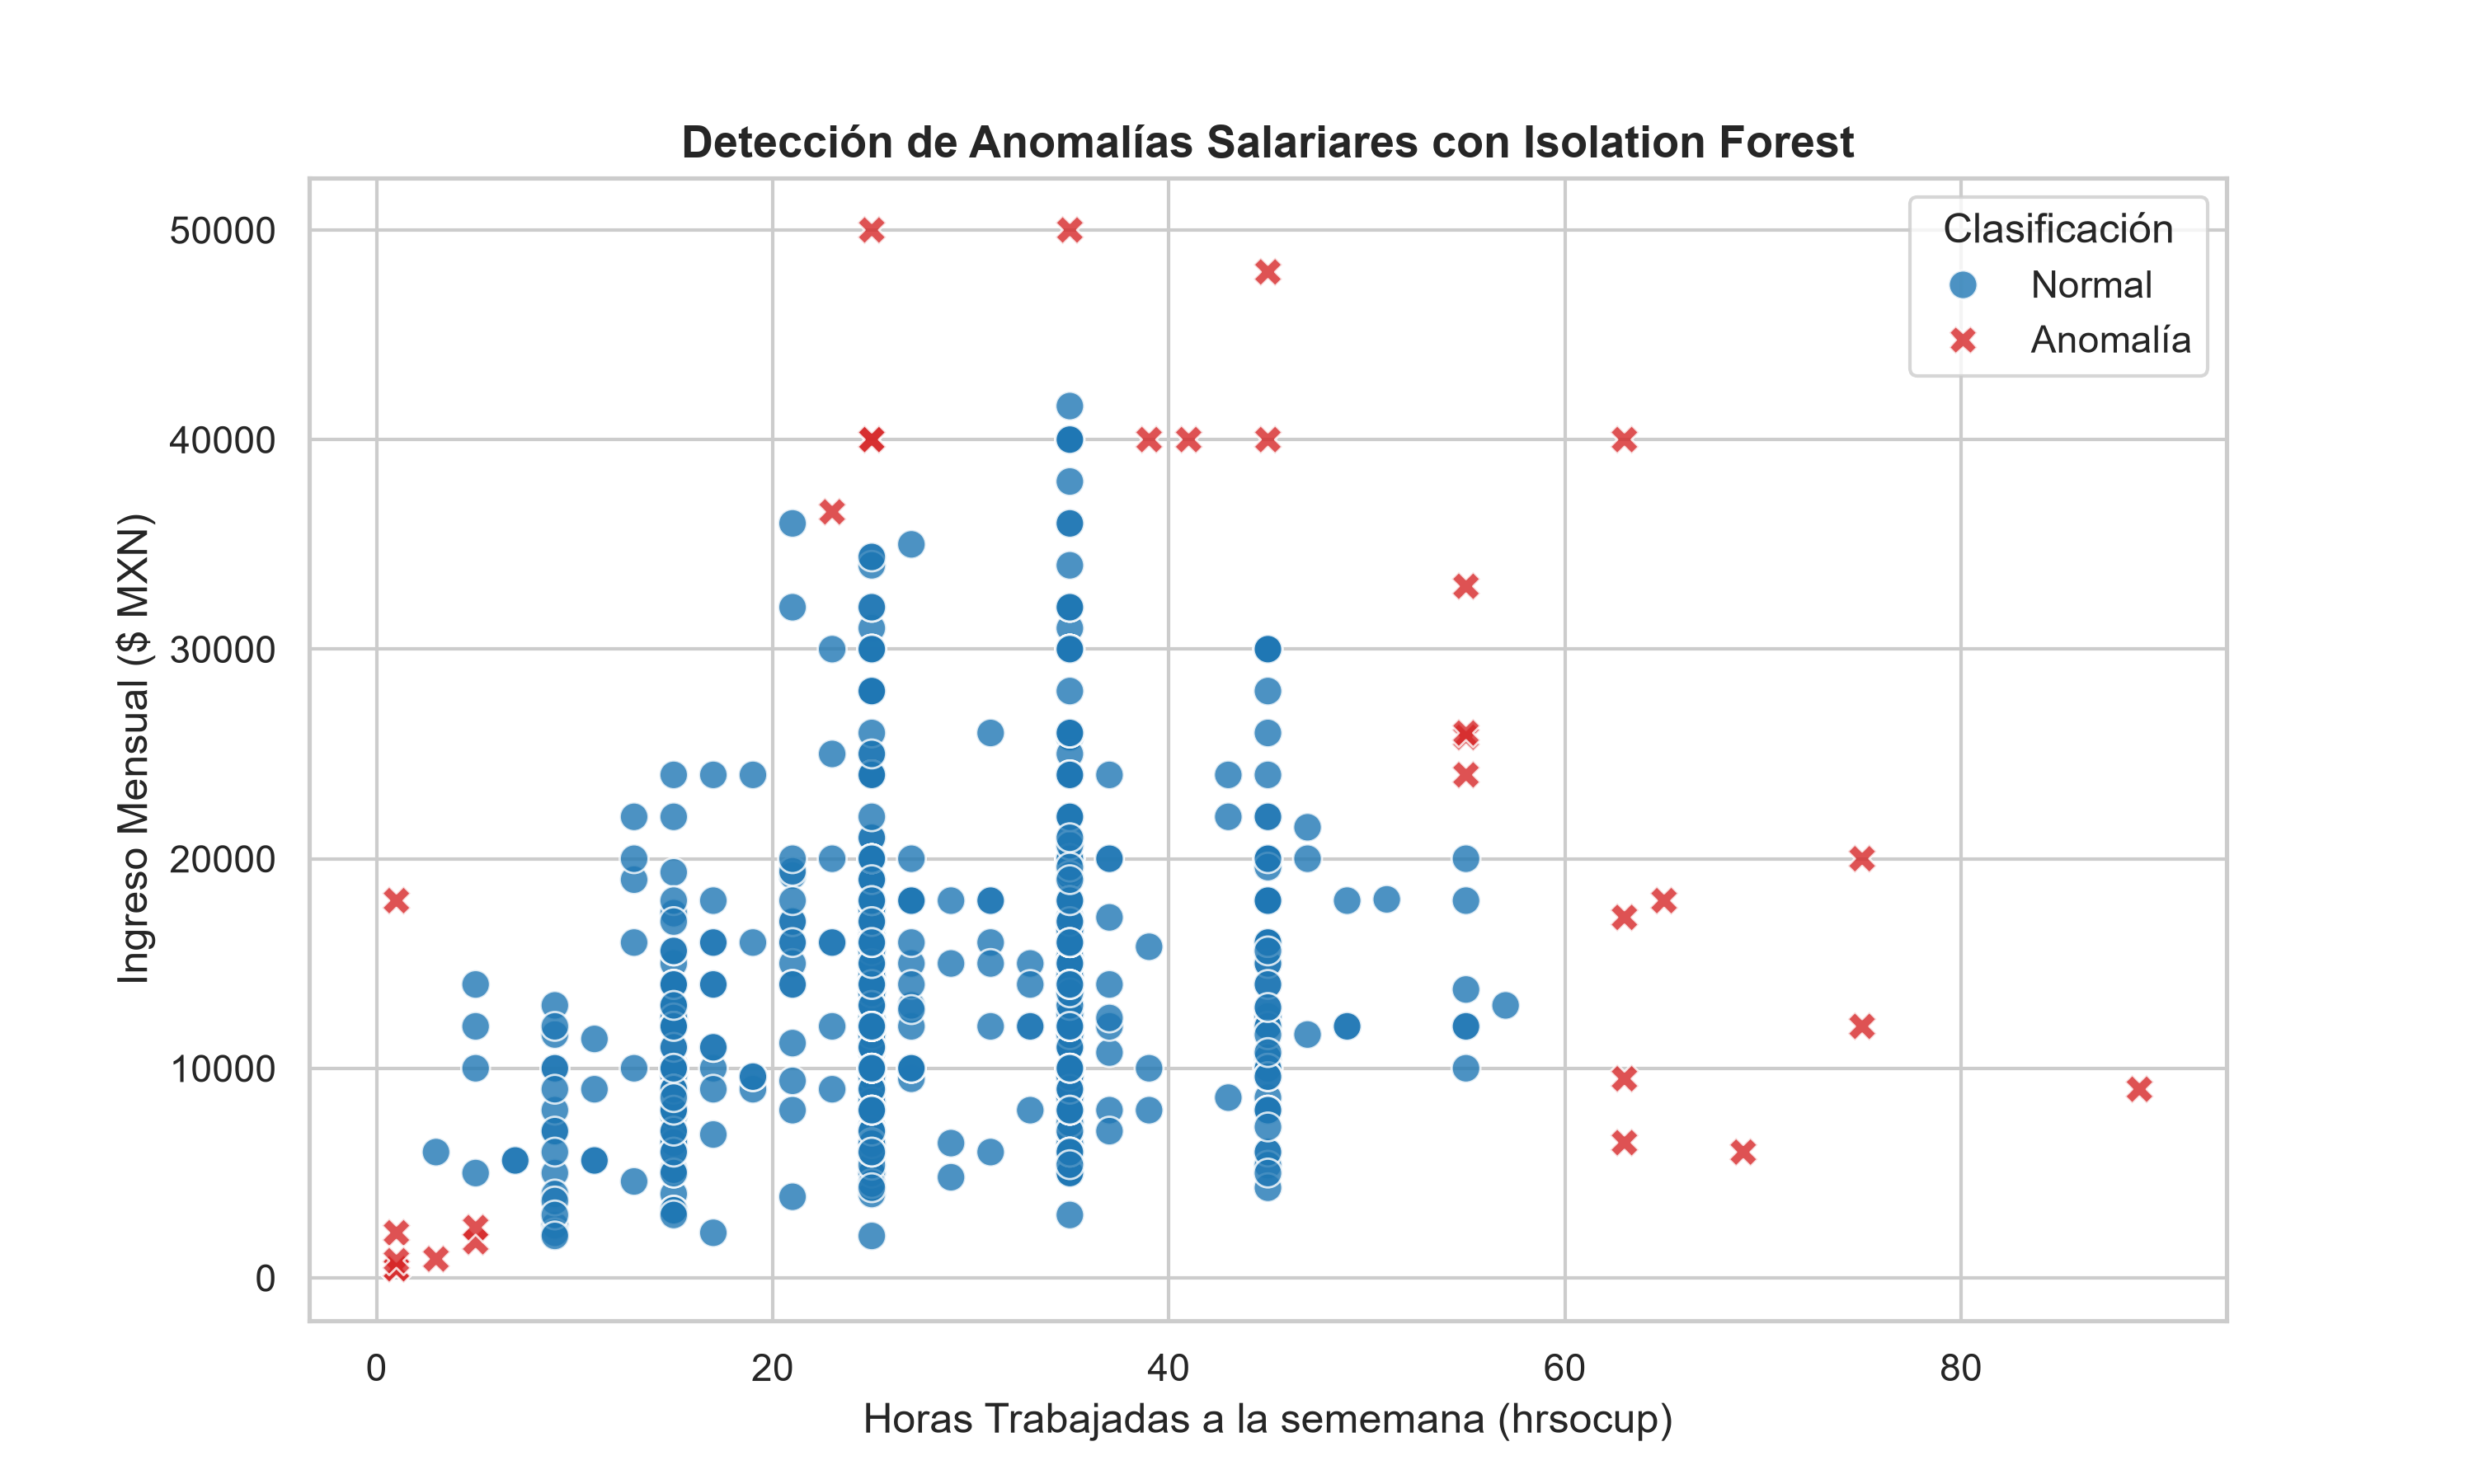 Detección de Anomalías Salariares con Isolation Forest
Clasificación
Normal
Anomalía
Ingreso Mensual ($ MXN)
50000
40000
30000
20000
10000
0
0 20 40 60 80
Horas Trabajadas a la sememana (hrsocup)